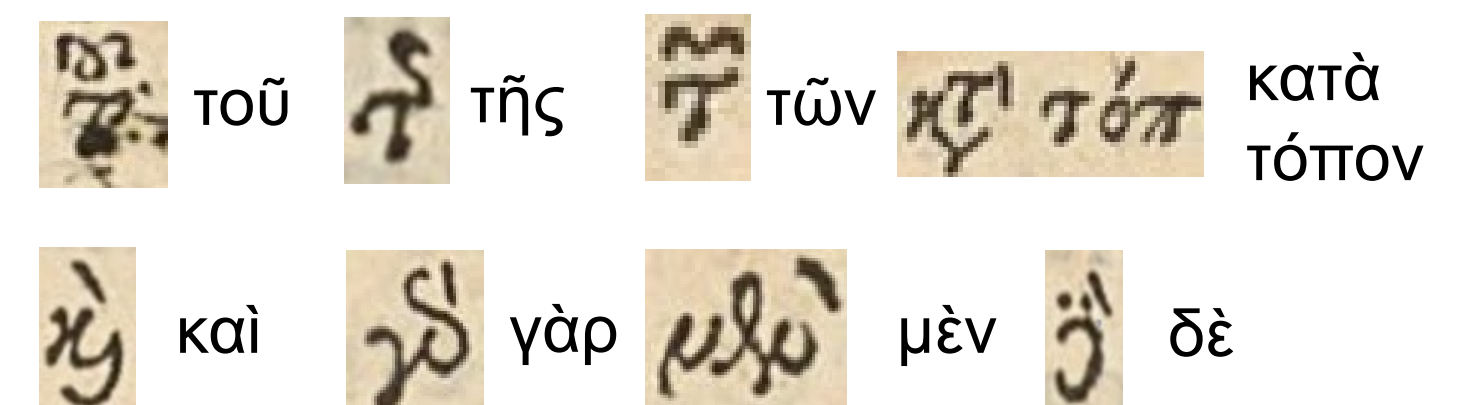 τοῦ τῆς τῶν κατὰ τόπον
καὶ γὰρ μὲν δὲ